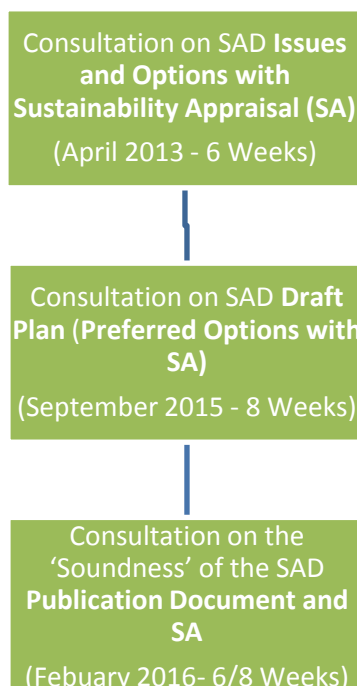 Consultation on SAD Issues
and Options with
Sustainability Appraisal (SA)
(April 2013 - 6 Weeks)
Consultation on SAD Draft
Plan (Preferred Options with
SA)
(September 2015 - 8 Weeks)
Consultation on the
‘Soundness’ of the SAD
Publication Document and
SA
(Febuary 2016- 6/8 Weeks)